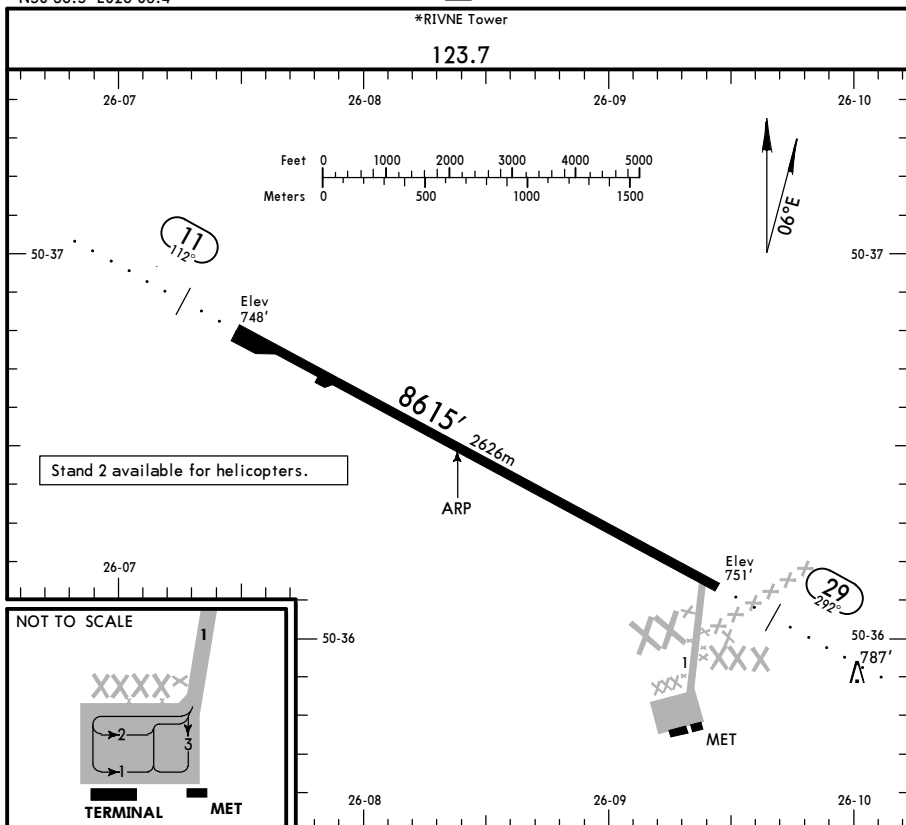 *RIVNE Tower
123.7
26-07 26-08 26-09 26-10
Feet 0 1000 2000 3000 4000 5000
Meters 0 500 1000 1500
06°E
11
112°
50-37 50-37
Elev
748'
8615' 2626m
Stand 2 available for helicopters.
ARP
26-07
Elev
751'
29
292°
NOT TO SCALE
1
50-36 50-36
787'
1
2
3
1
MET
TERMINAL MET
26-08 26-09 26-10